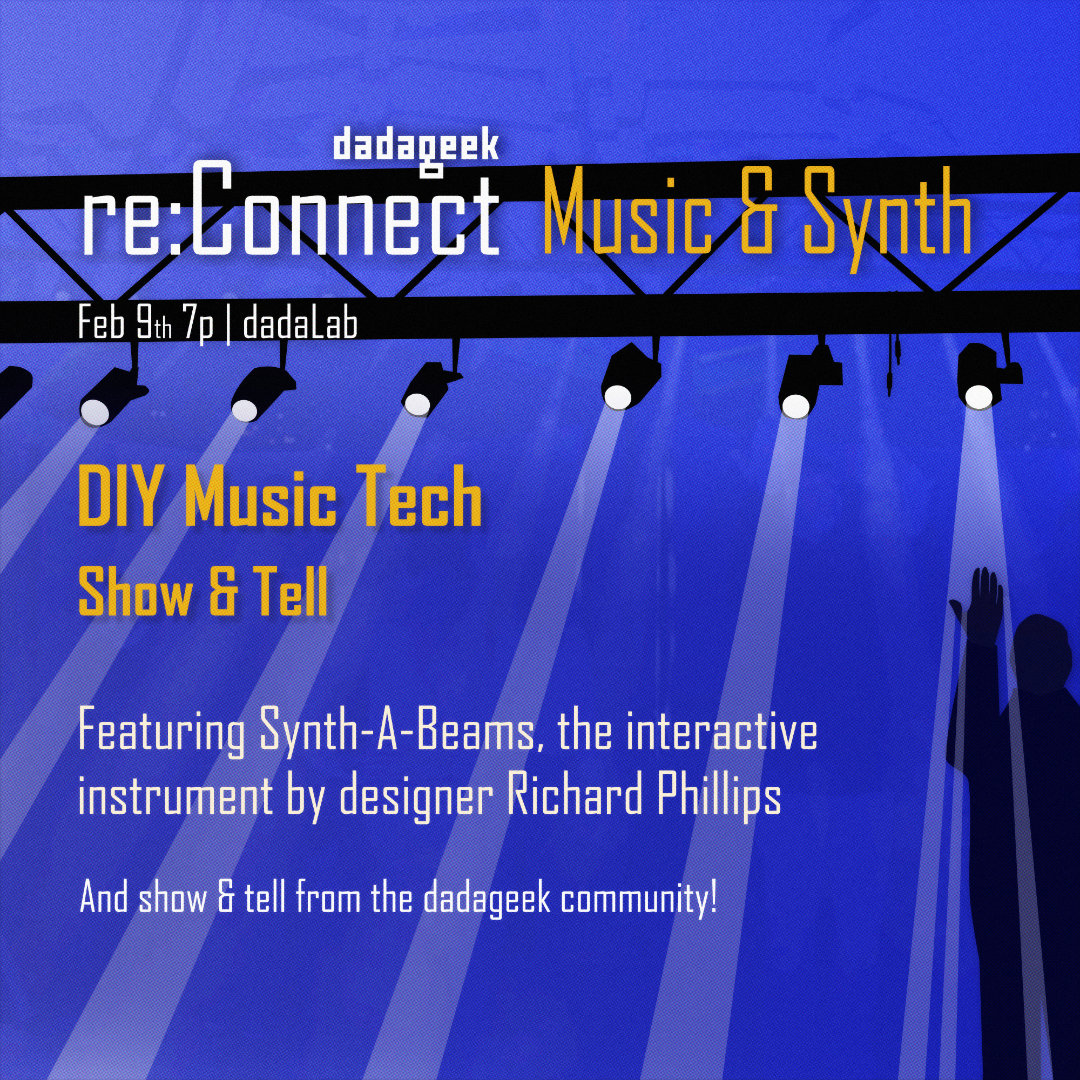 dadageek
re:Connect Music & Synth
Feb 9th 7p | dadaLab
DIY Music Tech
Show & Tell
Featuring Synth-A-Beams, the interactive
instrument by designer Richard Phillips
And show & tell from the dadageek community!